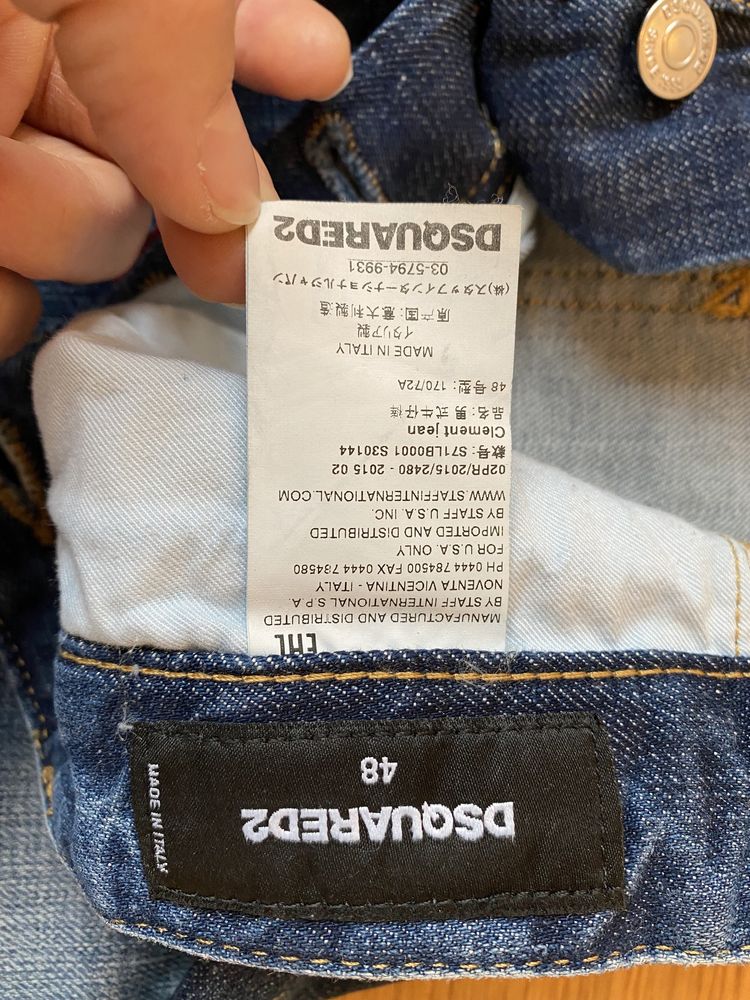 DSQUARED2
48
MADE IN ITALY
EAC
MANUFACTURED AND DISTRIBUTED
BY STAFF INTERNATIONAL S.P.A.
NOVENTA VICENTINA - ITALY
PH 0444 784500 FAX 0444 784580
FOR U.S.A. ONLY
IMPORTED AND DISTRIBUTED
BY STAFF U.S.A. INC.
WWW.STAFFINTERNATIONAL.COM
02PR/2015/2480 - 2015 02
款号: S71LB0001 S30144
Clement jean
品名: 男式牛仔褲
48 号型: 170/72A
MADE IN ITALY
イタリア製
原产国: 意大利製造
(株)スタッフインターナショナルジャパン
03-5794-9931
DSQUARED2